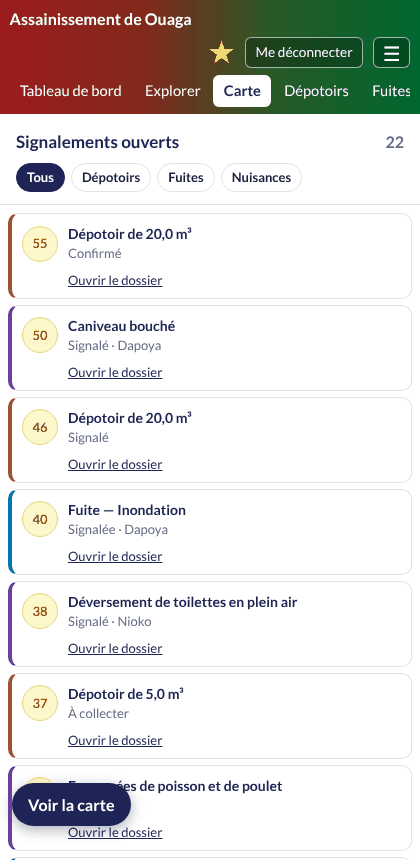 Assainissement de Ouaga
Me déconnecter
Tableau de bord Explorer Carte Dépotoirs Fuites
Signalements ouverts 22
Tous Dépotoirs Fuites Nuisances
55 Dépotoir de 20,0 m³
Confirmé
Ouvrir le dossier
50 Caniveau bouché
Signalé · Dapoya
Ouvrir le dossier
46 Dépotoir de 20,0 m³
Signalé
Ouvrir le dossier
40 Fuite — Inondation
Signalée · Dapoya
Ouvrir le dossier
38 Déversement de toilettes en plein air
Signalé · Nioko
Ouvrir le dossier
37 Dépotoir de 5,0 m³
À collecter
Ouvrir le dossier
de poisson et de poulet
Voir la carte
Ouvrir le dossier